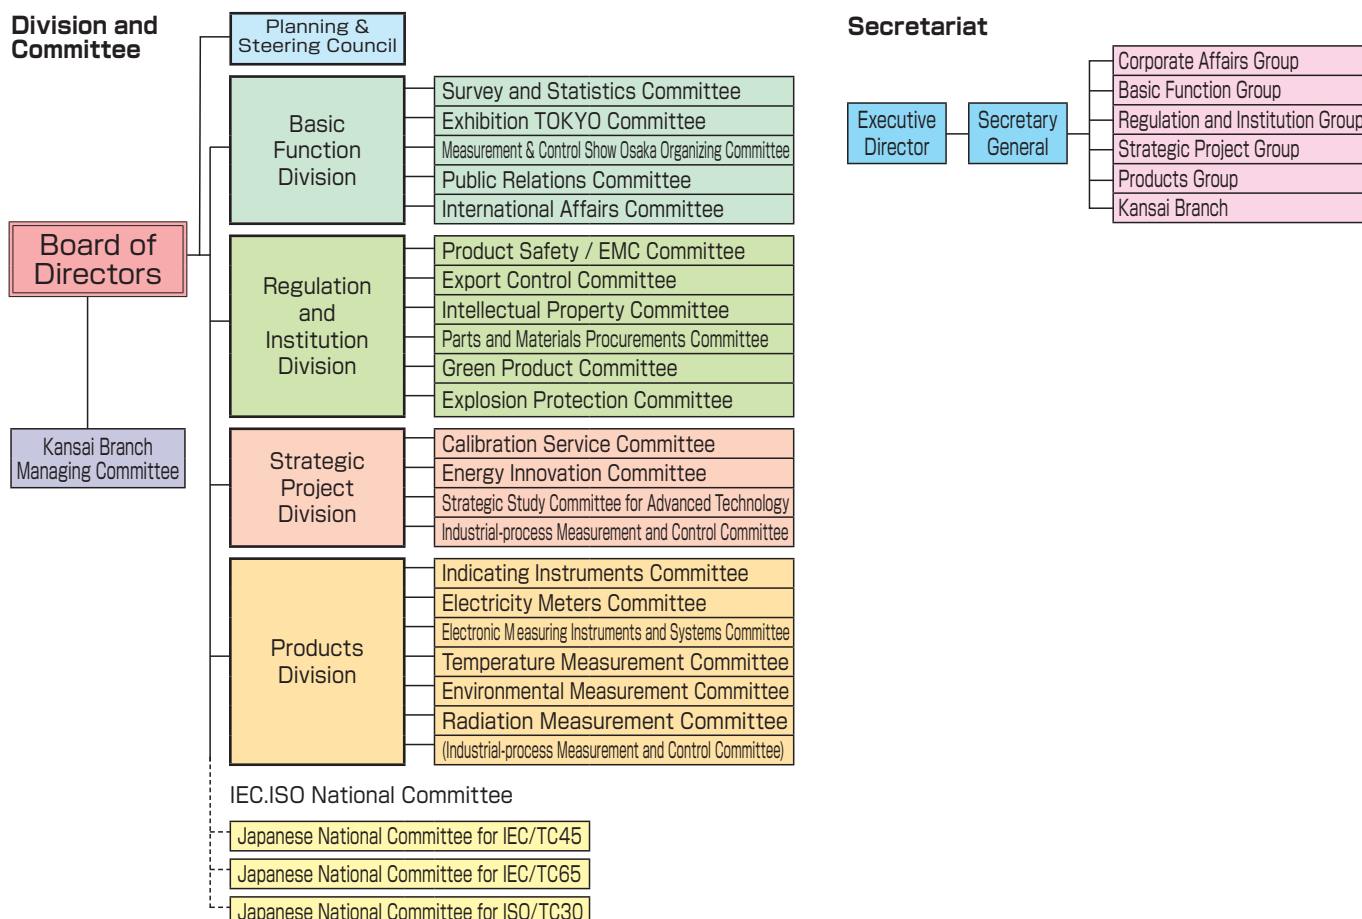 Division and
Committee
Planning &
Steering Council
Basic
Function
Division
Survey and Statistics Committee
Exhibition TOKYO Committee
Measurement & Control Show Osaka Organizing Committee
Public Relations Committee
International Affairs Committee
Board of
Directors
Regulation
and
Institution
Division
Product Safety / EMC Committee
Export Control Committee
Intellectual Property Committee
Parts and Materials Procurements Committee
Green Product Committee
Explosion Protection Committee
Kansai Branch
Managing Committee
Strategic
Project
Division
Calibration Service Committee
Energy Innovation Committee
Strategic Study Committee for Advanced Technology
Industrial-process Measurement and Control Committee
Products
Division
Indicating Instruments Committee
Electricity Meters Committee
Electronic Measuring Instruments and Systems Committee
Temperature Measurement Committee
Environmental Measurement Committee
Radiation Measurement Committee
(Industrial-process Measurement and Control Committee)
IEC.ISO National Committee
Japanese National Committee for IEC/TC45
Japanese National Committee for IEC/TC65
Japanese National Committee for ISO/TC30
Secretariat
Executive
Director
Secretary
General
Corporate Affairs Group
Basic Function Group
Regulation and Institution Group
Strategic Project Group
Products Group
Kansai Branch